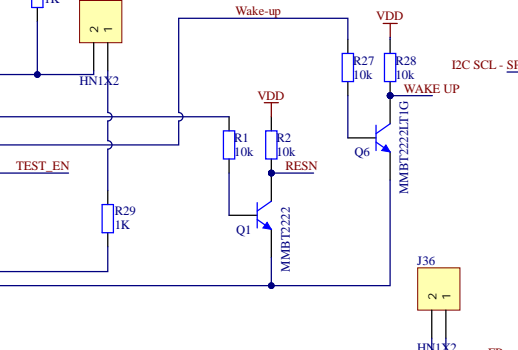 1K
Wake-up
VDD
2 1
R27
10k
R28
10k
I2C SCL -
HN1X2
WAKE UP
VDD
MMBT2222LT1G
R1
10k
R2
10k
Q6
TEST_EN
RESN
R29
1K
Q1
MMBT2222
J36
2 1
HN1X2